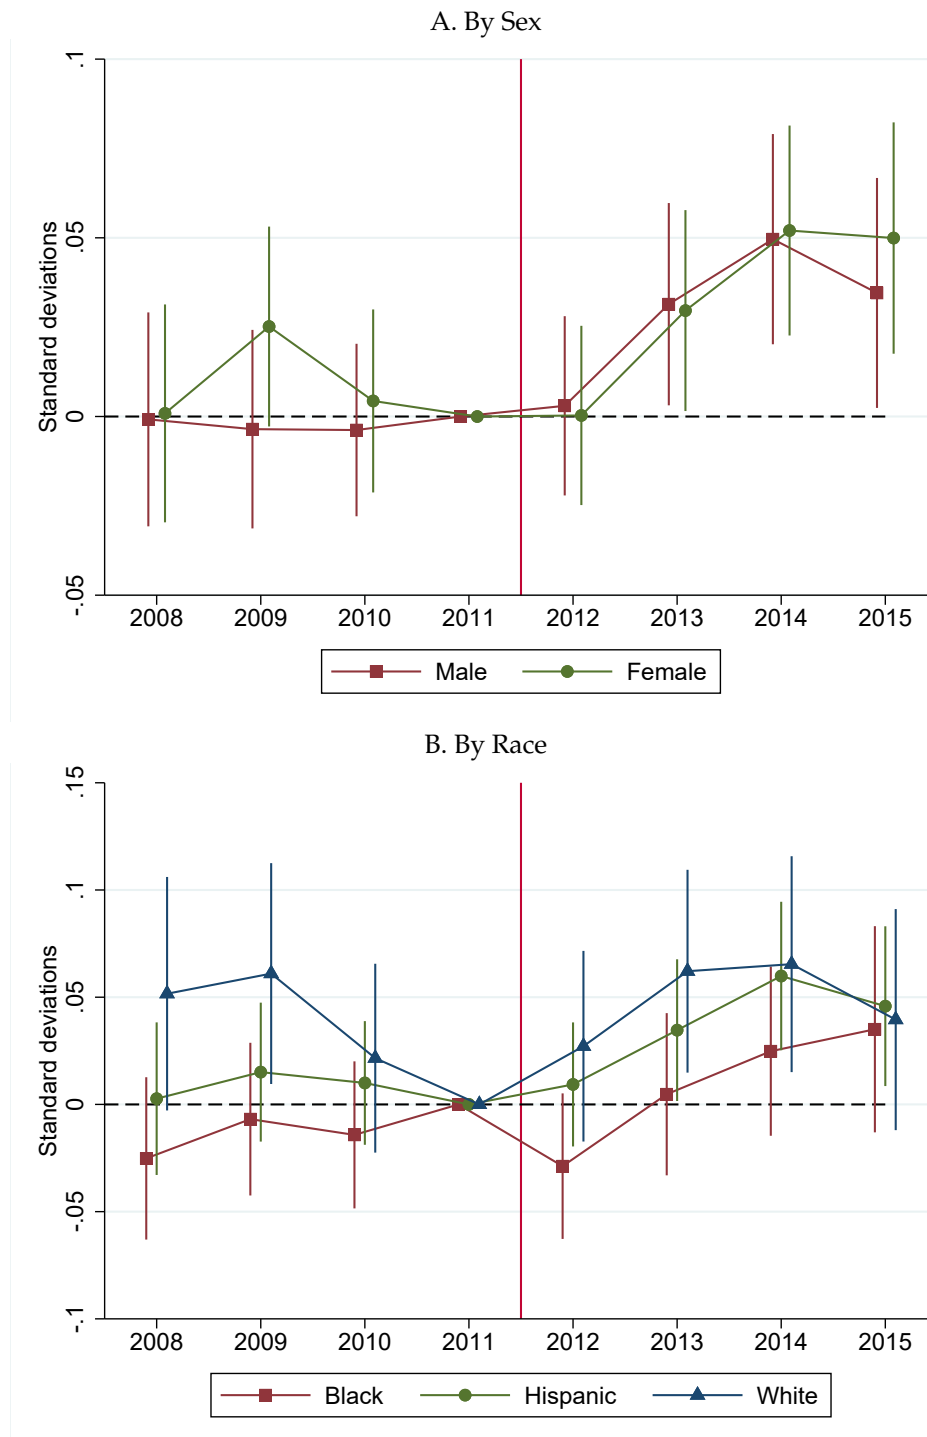 A. By Sex
Standard deviations
.1
.05
0
-.05
2008 2009 2010 2011 2012 2013 2014 2015
Male Female
B. By Race
Standard deviations
.15
.1
.05
0
-.05
-.1
2008 2009 2010 2011 2012 2013 2014 2015
Black Hispanic White